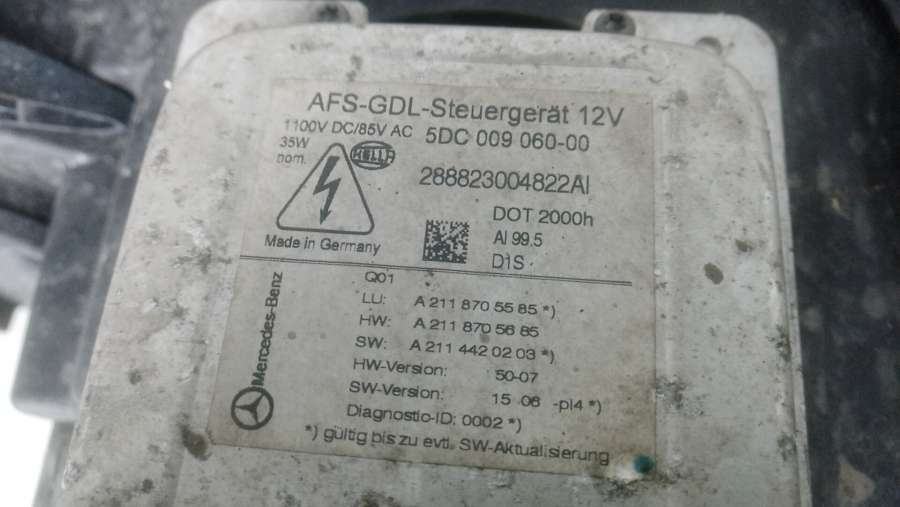 AFS-GDL-Steuergerät 12V
1100V DC/85V AC 5DC 009 060-00
35W
nom.
HELLA
288823004822AI
DOT 2000h
Al 99.5
D1S
Made in Germany
Mercedes-Benz
Q01
LU: A 211 870 55 85 *)
HW: A 211 870 56 85
SW: A 211 442 02 03 *)
HW-Version: 50-07
SW-Version: 15 06 -pl4 *)
Diagnostic-ID: 0002 *)
*) gültig bis zu evtl. SW-Aktualisierung